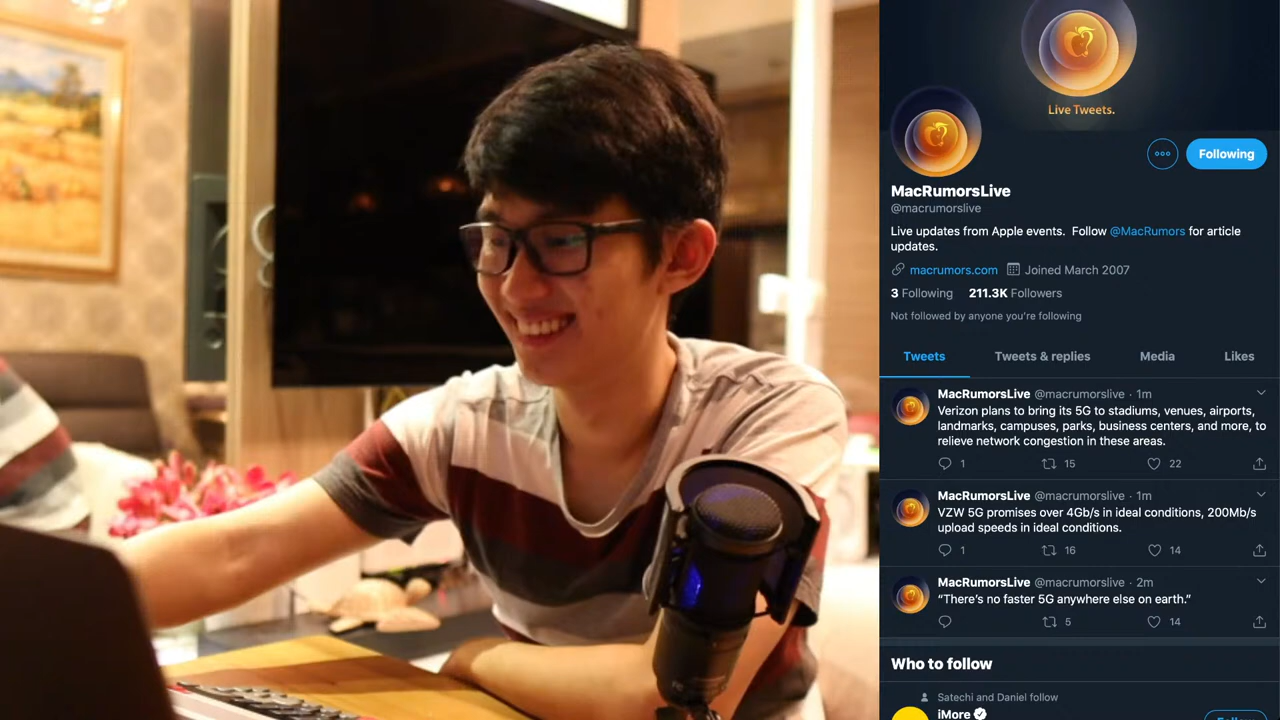 Live Tweets.
Following
MacRumorsLive
@macrumorslive
Live updates from Apple events. Follow @MacRumors for article
updates.
macrumors.com Joined March 2007
3 Following 211.3K Followers
Not followed by anyone you're following
Tweets Tweets & replies Media Likes
MacRumorsLive @macrumorslive · 1m
Verizon plans to bring its 5G to stadiums, venues, airports,
landmarks, campuses, parks, business centers, and more, to
relieve network congestion in these areas.
1 15 22
MacRumorsLive @macrumorslive · 1m
VZW 5G promises over 4Gb/s in ideal conditions, 200Mb/s
upload speeds in ideal conditions.
1 16 14
MacRumorsLive @macrumorslive · 2m
“There's no faster 5G anywhere else on earth.”
5 14
Who to follow
Satechi and Daniel follow
iMore
Follow